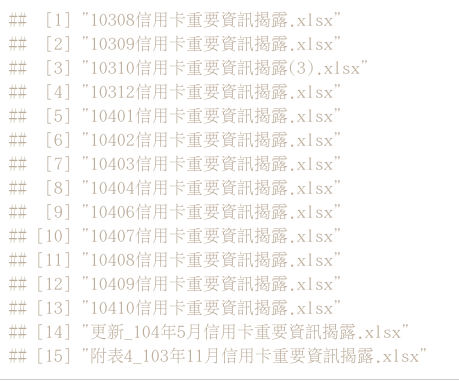 ##  [1] "10308信用卡重要資訊揭露.xlsx"
##  [2] "10309信用卡重要資訊揭露.xlsx"
##  [3] "10310信用卡重要資訊揭露(3).xlsx"
##  [4] "10312信用卡重要資訊揭露.xlsx"
##  [5] "10401信用卡重要資訊揭露.xlsx"
##  [6] "10402信用卡重要資訊揭露.xlsx"
##  [7] "10403信用卡重要資訊揭露.xlsx"
##  [8] "10404信用卡重要資訊揭露.xlsx"
##  [9] "10406信用卡重要資訊揭露.xlsx"
## [10] "10407信用卡重要資訊揭露.xlsx"
## [11] "10408信用卡重要資訊揭露.xlsx"
## [12] "10409信用卡重要資訊揭露.xlsx"
## [13] "10410信用卡重要資訊揭露.xlsx"
## [14] "更新_104年5月信用卡重要資訊揭露.xlsx"
## [15] "附表4_103年11月信用卡重要資訊揭露.xlsx"